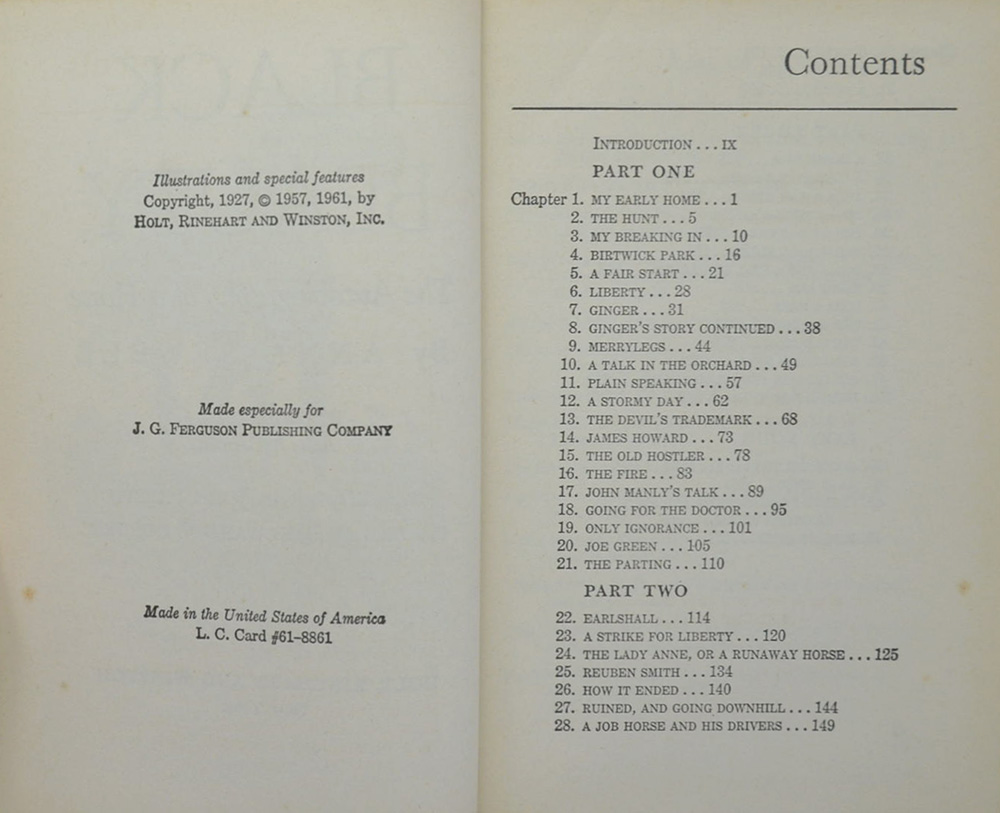 Illustrations and special features
Copyright, 1927, © 1957, 1961, by
HOLT, RINEHART AND WINSTON, INC.
Made especially for
J. G. FERGUSON PUBLISHING COMPANY
Made in the United States of America
L. C. Card #61-8861
Contents
INTRODUCTION . . . IX
PART ONE
Chapter 1. MY EARLY HOME . . . 1
2. THE HUNT . . . 5
3. MY BREAKING IN . . . 10
4. BIRTWICK PARK . . . 16
5. A FAIR START . . . 21
6. LIBERTY . . . 28
7. GINGER . . . 31
8. GINGER'S STORY CONTINUED . . . 38
9. MERRYLEGS . . . 44
10. A TALK IN THE ORCHARD . . . 49
11. PLAIN SPEAKING . . . 57
12. A STORMY DAY . . . 62
13. THE DEVIL'S TRADEMARK . . . 68
14. JAMES HOWARD . . . 73
15. THE OLD HOSTLER . . . 78
16. THE FIRE . . . 83
17. JOHN MANLY'S TALK . . . 89
18. GOING FOR THE DOCTOR . . . 95
19. ONLY IGNORANCE . . . 101
20. JOE GREEN . . . 105
21. THE PARTING . . . 110
PART TWO
22. EARLSHALL . . . 114
23. A STRIKE FOR LIBERTY . . . 120
24. THE LADY ANNE, OR A RUNAWAY HORSE . . . 125
25. REUBEN SMITH . . . 134
26. HOW IT ENDED . . . 140
27. RUINED, AND GOING DOWNHILL . . . 144
28. A JOB HORSE AND HIS DRIVERS . . . 149